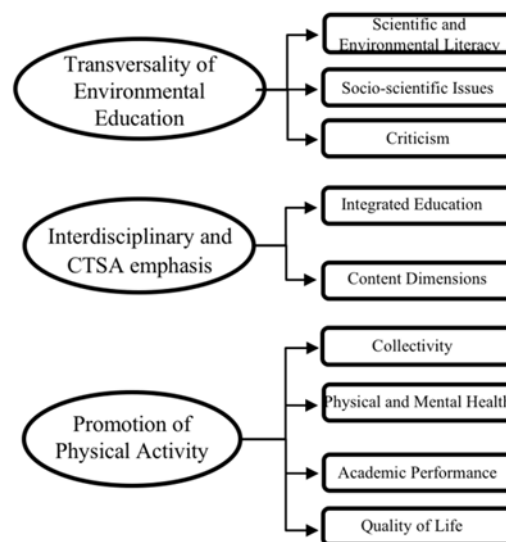 Transversality of
Environmental
Education
Scientific and
Environmental Literacy
Socio-scientific Issues
Criticism
Interdisciplinary and
CTSA emphasis
Integrated Education
Content Dimensions
Promotion of
Physical Activity
Collectivity
Physical and Mental Health
Academic Performance
Quality of Life